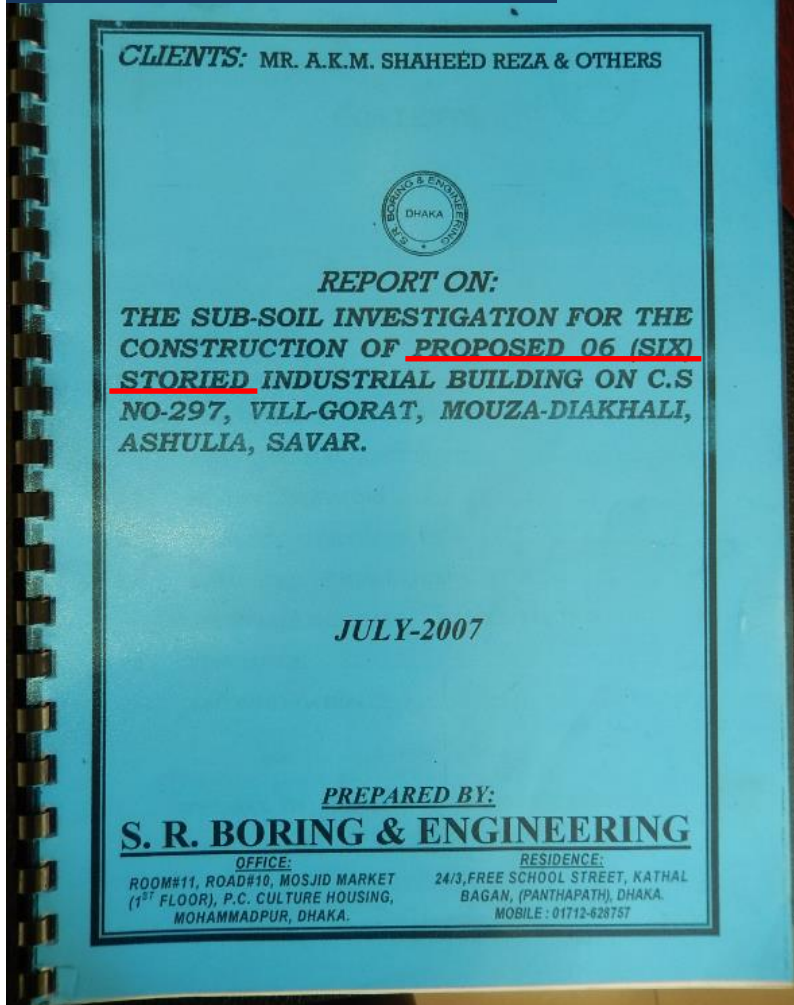 CLIENTS: MR. A.K.M. SHAHEED REZA & OTHERS
S.R. BORING & ENGINEERING
DHAKA
REPORT ON:
THE SUB-SOIL INVESTIGATION FOR THE
CONSTRUCTION OF PROPOSED 06 (SIX)
STORIED INDUSTRIAL BUILDING ON C.S
NO-297, VILL-GORAT, MOUZA-DIAKHALI,
ASHULIA, SAVAR.
JULY-2007
PREPARED BY:
S. R. BORING & ENGINEERING
OFFICE:
ROOM#11, ROAD#10, MOSJID MARKET
(1ST FLOOR), P.C. CULTURE HOUSING,
MOHAMMADPUR, DHAKA.
RESIDENCE:
24/3,FREE SCHOOL STREET, KATHAL
BAGAN, (PANTHAPATH), DHAKA.
MOBILE : 01712-628757